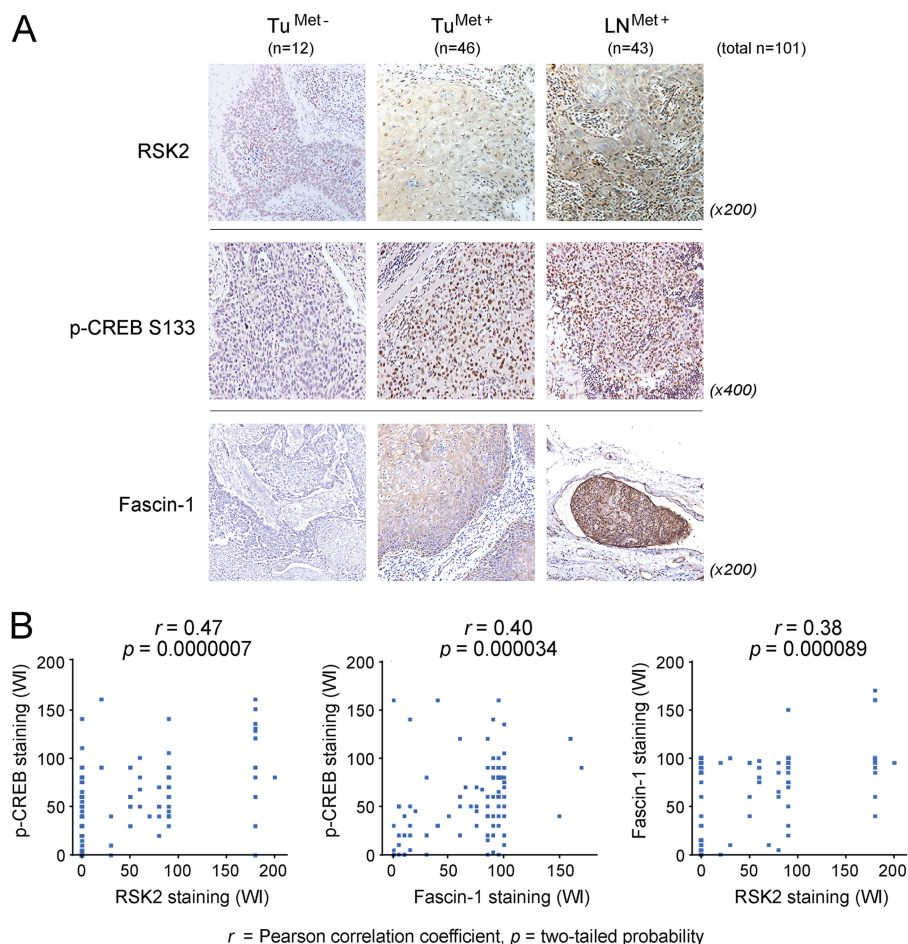 A
Tu Met - Tu Met+ LN Met+
(n=12) (n=46) (n=43) (total n=101)
RSK2
(x200)
p-CREB S133
(x400)
Fascin-1
(x200)
B
r = 0.47
p = 0.0000007
p-CREB staining (WI)
200
150
100
50
0
0 50 100 150 200
RSK2 staining (WI)
r = 0.40
p = 0.000034
p-CREB staining (WI)
200
150
100
50
0
0 50 100 150
Fascin-1 staining (WI)
r = 0.38
p = 0.000089
Fascin-1 staining (WI)
200
150
100
50
0
0 50 100 150 200
RSK2 staining (WI)
r = Pearson correlation coefficient, p = two-tailed probability